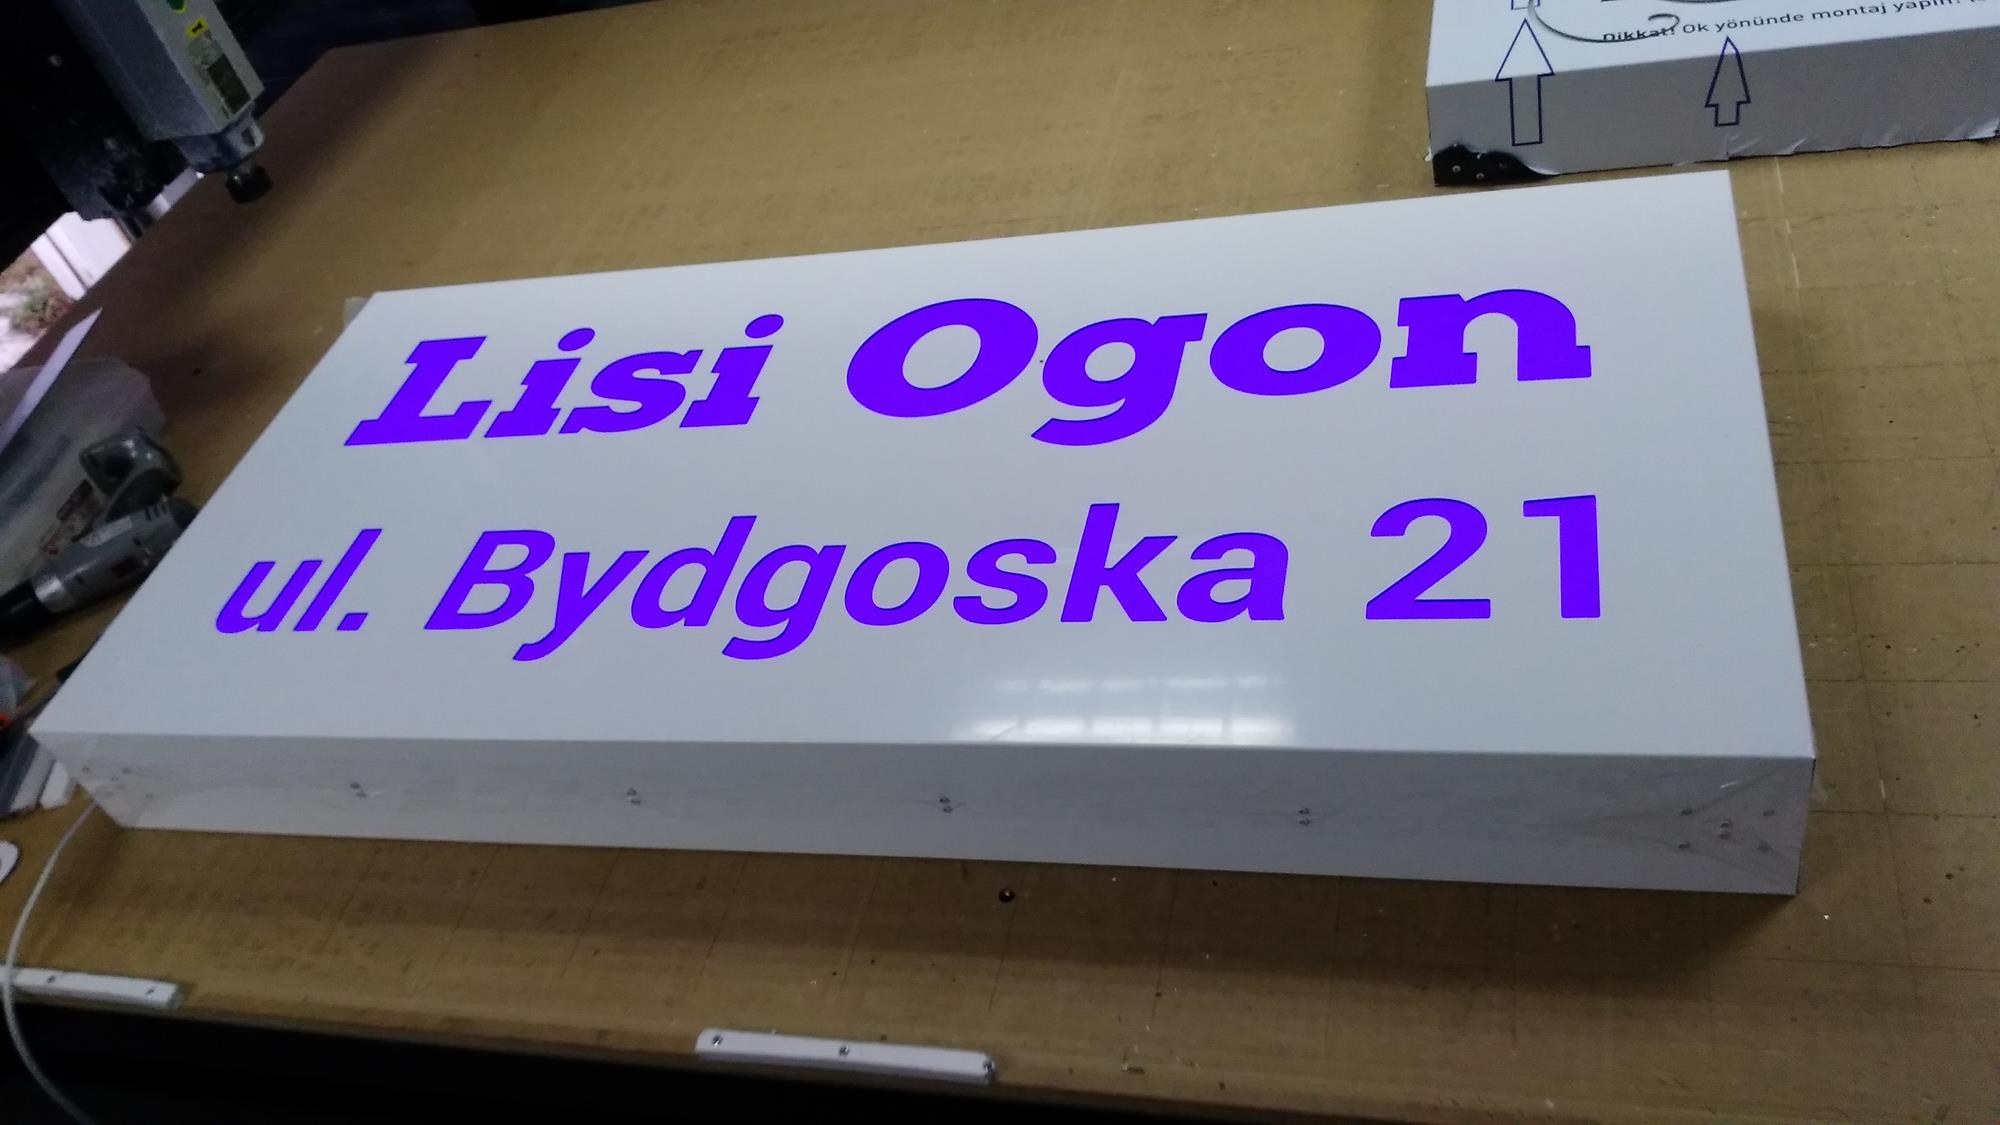 Dikkat! Ok yönünde montaj yapın!
Lisi Ogon
ul. Bydgoska 21